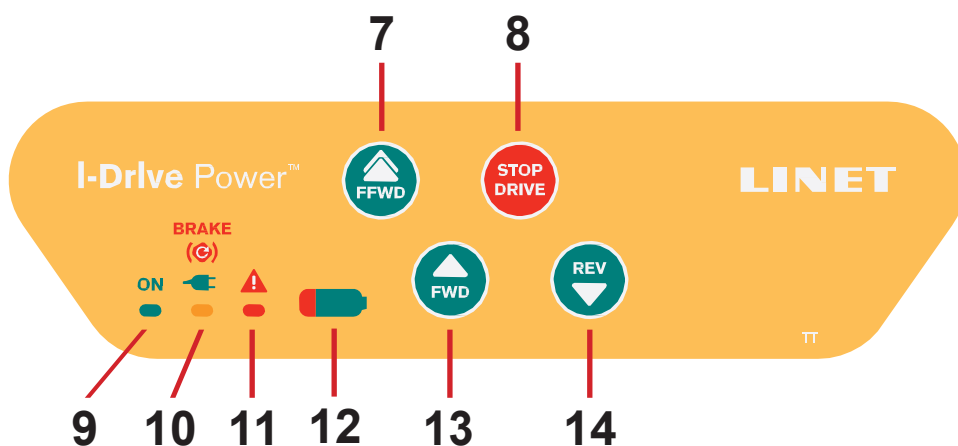 7 8
I-Drive Power™
FFWD
STOP
DRIVE
LINET
BRAKE
ON
FWD
REV
TT
9 10 11 12 13 14